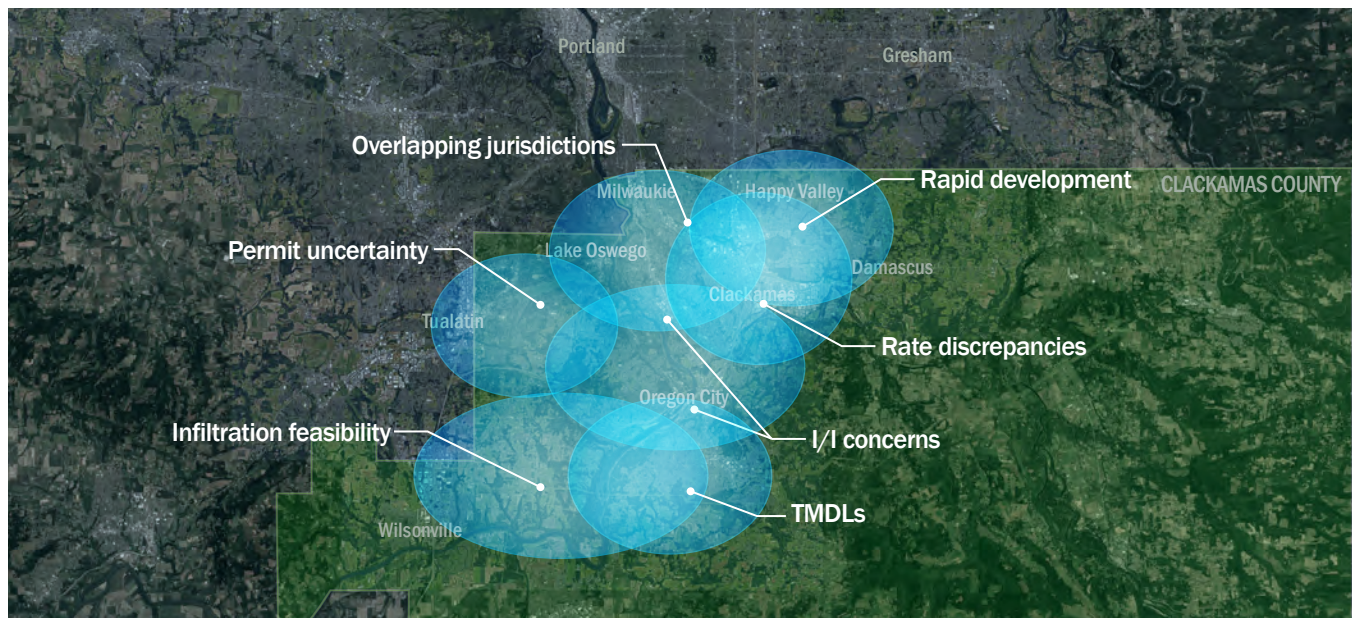 Portland
Gresham
Overlapping jurisdictions
Rapid development
CLACKAMAS COUNTY
Milwaukie
Happy Valley
Permit uncertainty
Lake Oswego
Damascus
Clackamas
Tualatin
Rate discrepancies
Oregon City
Infiltration feasibility
I/I concerns
TMDLs
Wilsonville